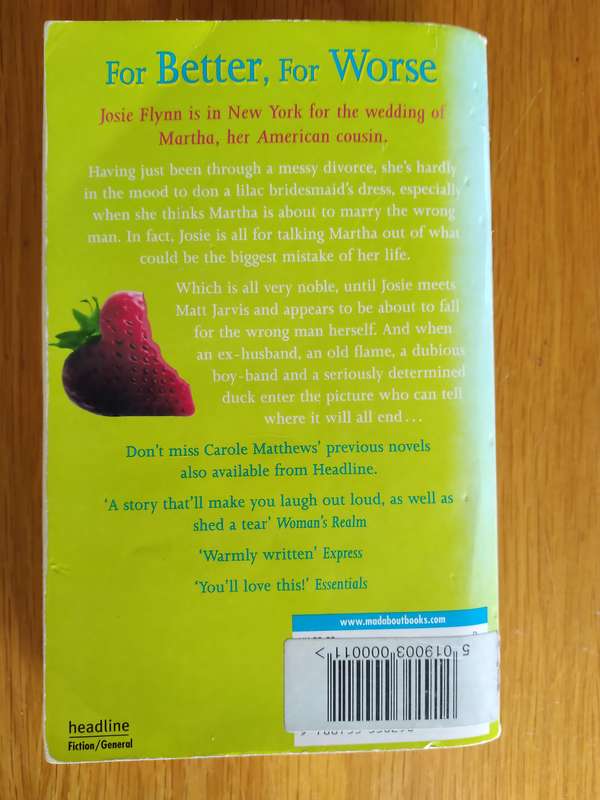 For Better, For Worse
Josie Flynn is in New York for the wedding of
Martha, her American cousin.
Having just been through a messy divorce, she's hardly
in the mood to don a lilac bridesmaid's dress, especially
when she thinks Martha is about to marry the wrong
man. In fact, Josie is all for talking Martha out of what
could be the biggest mistake of her life.
Which is all very noble, until Josie meets
Matt Jarvis and appears to be about to fall
for the wrong man herself. And when
an ex-husband, an old flame, a dubious
boy-band and a seriously determined
duck enter the picture who can tell
where it will all end...
Don't miss Carole Matthews' previous novels
also available from Headline.
'A story that'll make you laugh out loud, as well as
shed a tear' Woman's Realm
'Warmly written' Express
'You'll love this!' Essentials
www.madaboutbooks.com
5 019003 000011 >
headline
Fiction/General